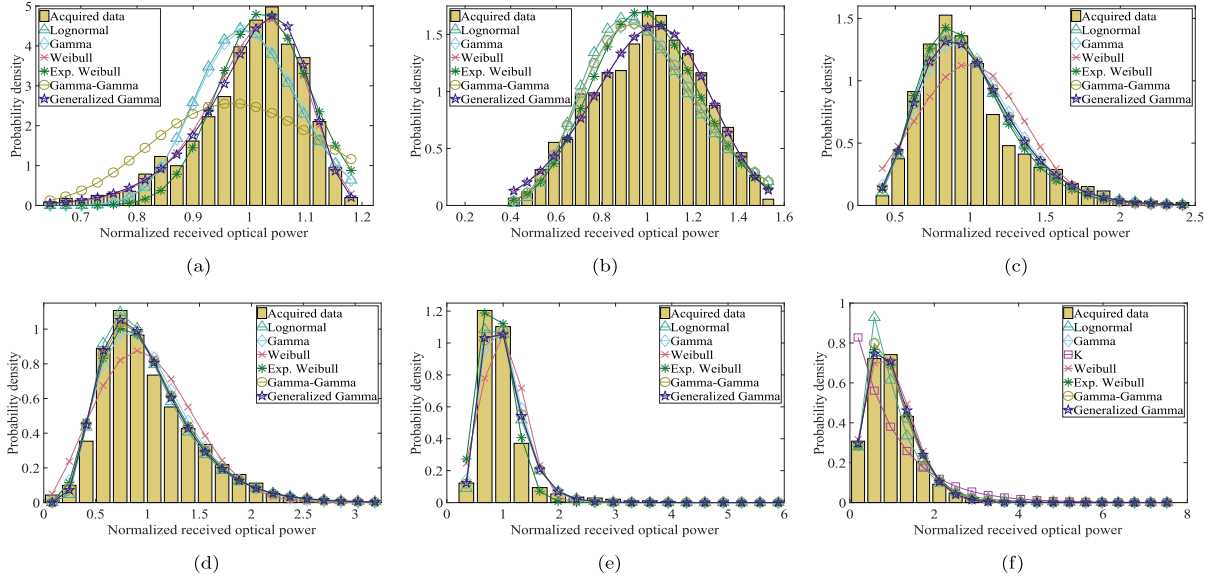 Acquired data
Lognormal
Gamma
Weibull
Exp. Weibull
Gamma-Gamma
Generalized Gamma
Probability density
0 1 2 3 4 5
0.7 0.8 0.9 1 1.1 1.2
Normalized received optical power
(a)
Acquired data
Lognormal
Gamma
Weibull
Exp. Weibull
Gamma-Gamma
Generalized Gamma
Probability density
0 0.5 1 1.5
0.2 0.4 0.6 0.8 1 1.2 1.4 1.6
Normalized received optical power
(b)
Acquired data
Lognormal
Gamma
Weibull
Exp. Weibull
Gamma-Gamma
Generalized Gamma
Probability density
0 0.5 1 1.5
0.5 1 1.5 2 2.5
Normalized received optical power
(c)
Acquired data
Lognormal
Gamma
Weibull
Exp. Weibull
Gamma-Gamma
Generalized Gamma
Probability density
0 0.2 0.4 0.6 0.8 1
0 0.5 1 1.5 2 2.5 3
Normalized received optical power
(d)
Acquired data
Lognormal
Gamma
Weibull
Exp. Weibull
Gamma-Gamma
Generalized Gamma
Probability density
0 0.2 0.4 0.6 0.8 1 1.2
0 1 2 3 4 5 6
Normalized received optical power
(e)
Acquired data
Lognormal
Gamma
K
Weibull
Exp. Weibull
Gamma-Gamma
Generalized Gamma
Probability density
0 0.2 0.4 0.6 0.8 1
0 2 4 6 8
Normalized received optical power
(f)